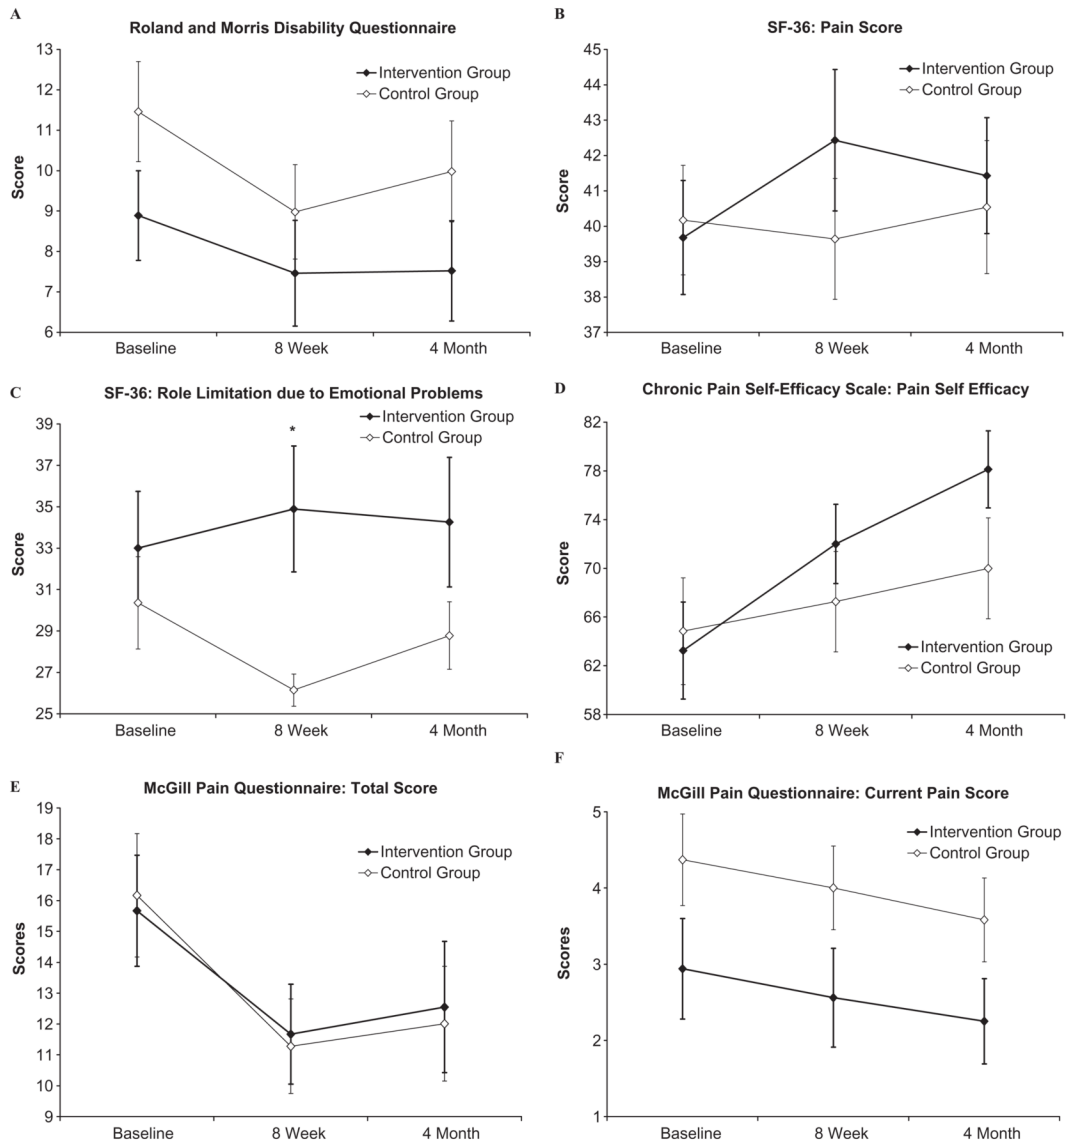 A
Roland and Morris Disability Questionnaire
13
12
11
10
9
8
7
6
Score
Intervention Group
Control Group
Baseline
8 Week
4 Month
B
SF-36: Pain Score
45
44
43
42
41
40
39
38
37
Score
Intervention Group
Control Group
Baseline
8 Week
4 Month
C
SF-36: Role Limitation due to Emotional Problems
39
37
35
33
31
29
27
25
Score
*
Intervention Group
Control Group
Baseline
8 Week
4 Month
D
Chronic Pain Self-Efficacy Scale: Pain Self Efficacy
82
78
74
70
66
62
58
Score
Intervention Group
Control Group
Baseline
8 Week
4 Month
E
McGill Pain Questionnaire: Total Score
19
18
17
16
15
14
13
12
11
10
9
Scores
Intervention Group
Control Group
Baseline
8 Week
4 Month
F
McGill Pain Questionnaire: Current Pain Score
5
4
3
2
1
Scores
Intervention Group
Control Group
Baseline
8 Week
4 Month